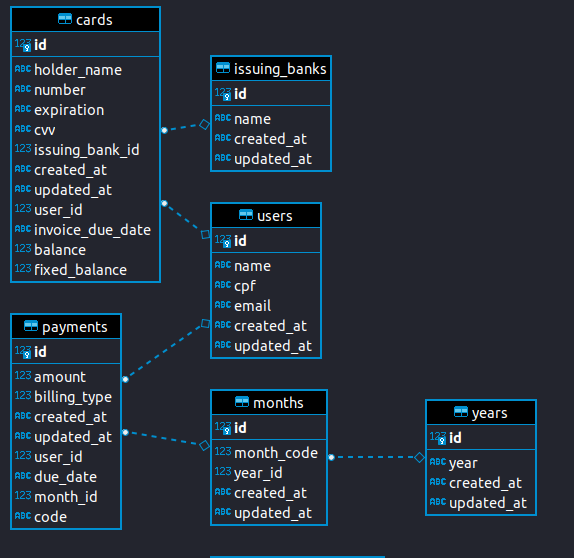 cards
123 id
ABC holder_name
ABC number
ABC expiration
ABC cvv
123 issuing_bank_id
ABC created_at
ABC updated_at
123 user_id
ABC invoice_due_date
123 balance
123 fixed_balance
issuing_banks
123 id
ABC name
ABC created_at
ABC updated_at
users
123 id
ABC name
ABC cpf
ABC email
ABC created_at
ABC updated_at
payments
123 id
ABC amount
123 billing_type
ABC created_at
ABC updated_at
123 user_id
ABC due_date
123 month_id
ABC code
months
123 id
123 month_code
123 year_id
ABC created_at
ABC updated_at
years
123 id
ABC year
ABC created_at
ABC updated_at